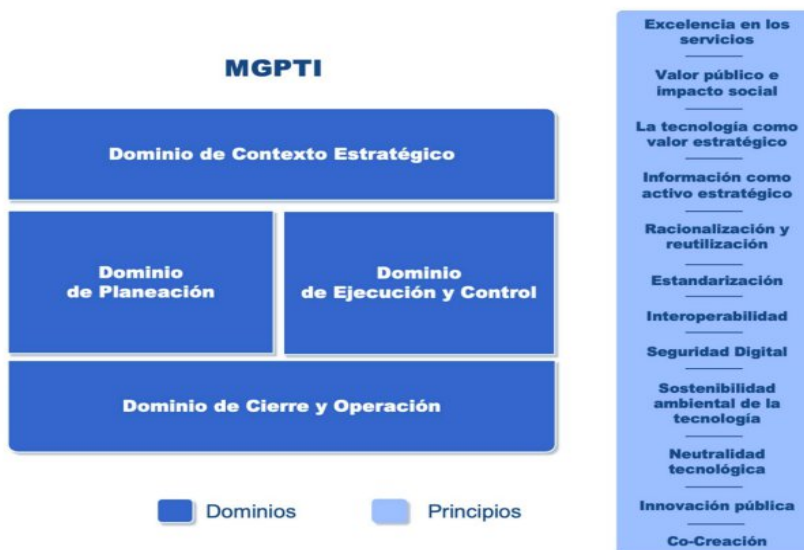 MGPTI
Dominio de Contexto Estratégico
Dominio
de Planeación
Dominio
de Ejecución y Control
Dominio de Cierre y Operación
Dominios
Principios
Excelencia en los
servicios
Valor público e
impacto social
La tecnología como
valor estratégico
Información como
activo estratégico
Racionalización y
reutilización
Estandarización
Interoperabilidad
Seguridad Digital
Sostenibilidad
ambiental de la
tecnología
Neutralidad
tecnológica
Innovación pública
Co-Creación